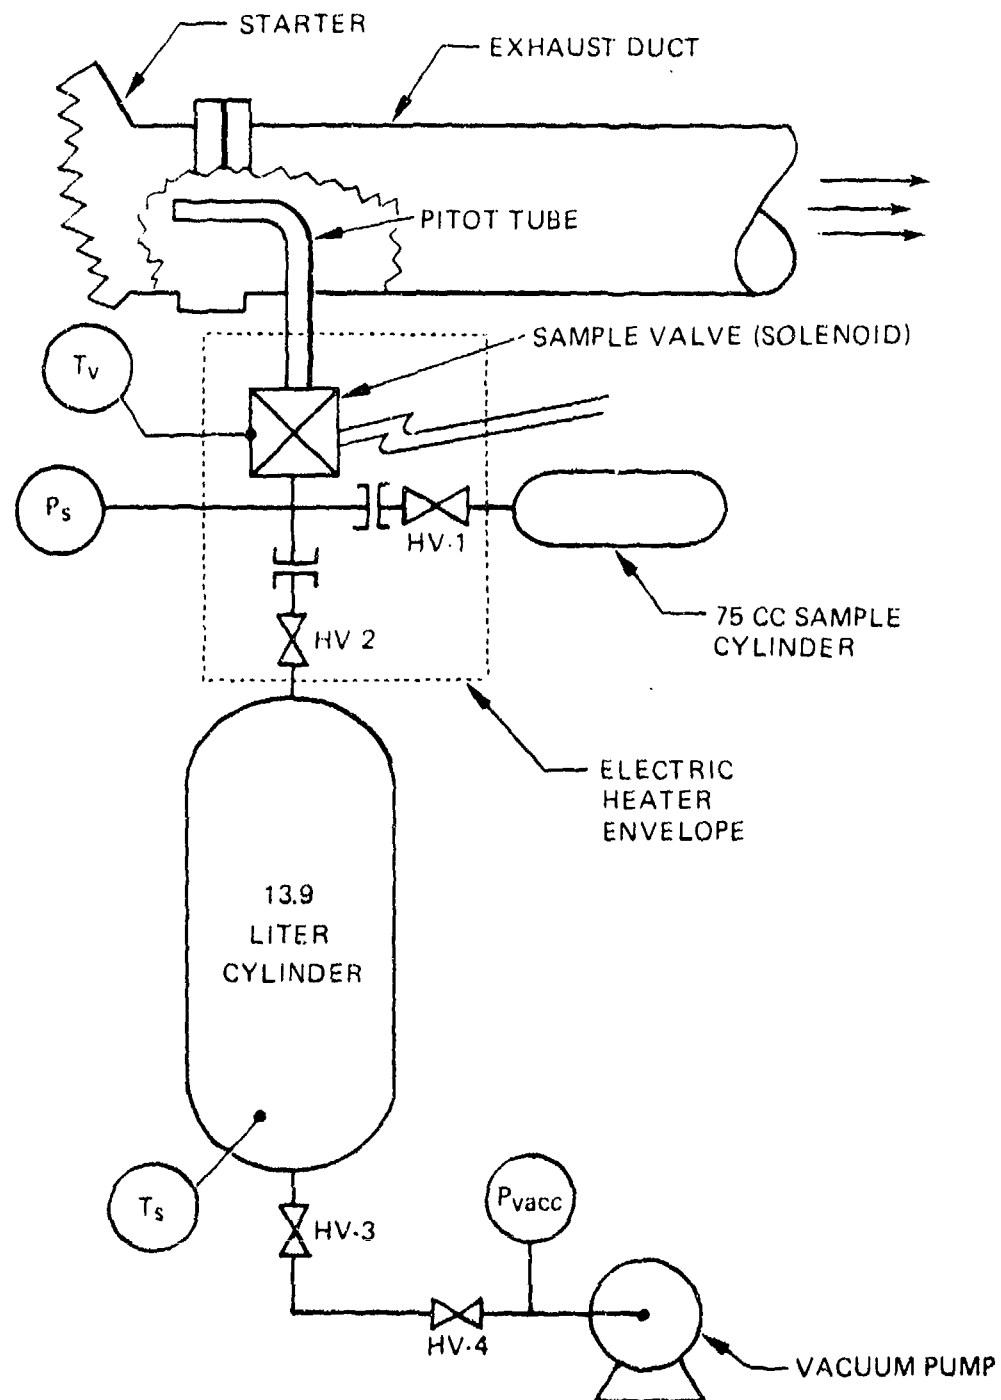 STARTER
EXHAUST DUCT
PITOT TUBE
SAMPLE VALVE (SOLENOID)
Tv
Ps
HV-1
75 CC SAMPLE
CYLINDER
HV 2
ELECTRIC
HEATER
ENVELOPE
13.9
LITER
CYLINDER
Ts
HV-3
Pvacc
HV-4
VACUUM PUMP